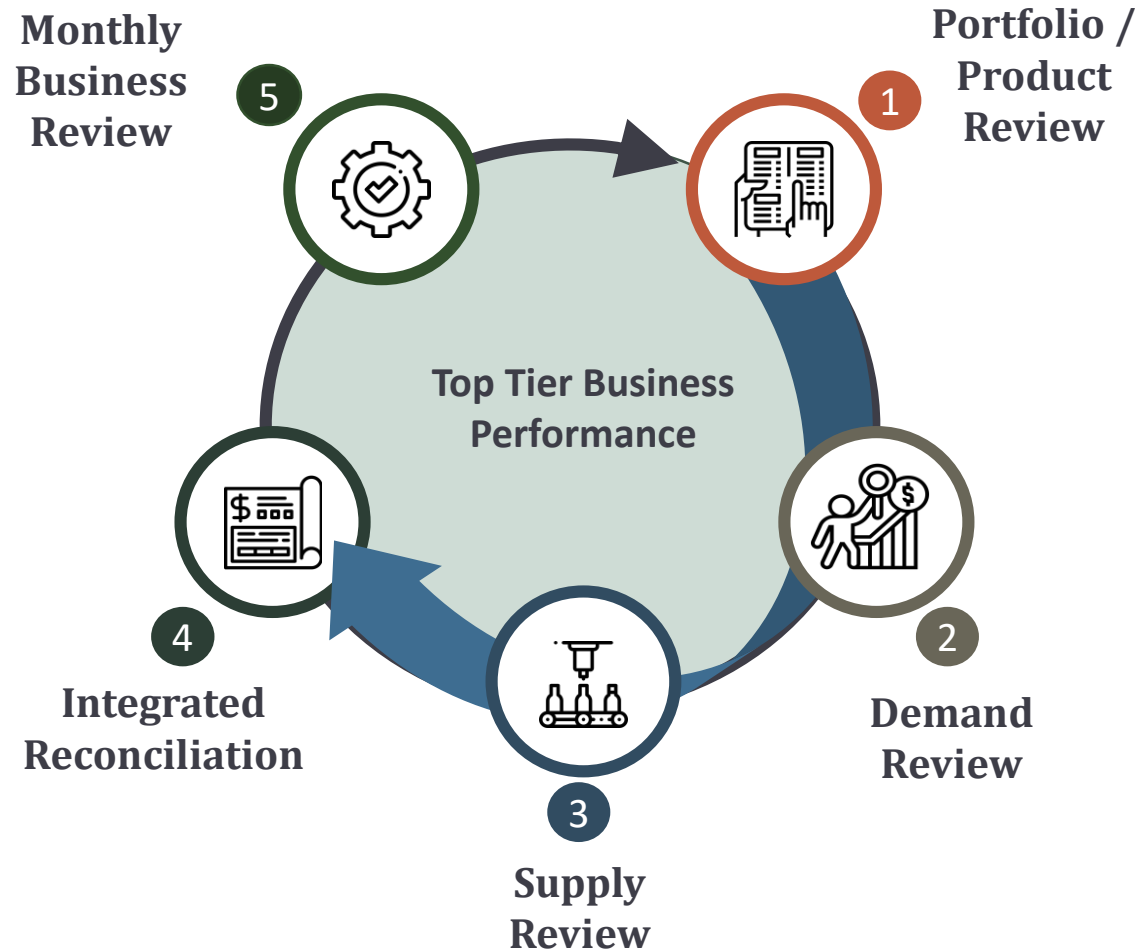 Monthly
Business
Review
5
Portfolio /
Product
Review
1
Top Tier Business
Performance
$
$
4
Integrated
Reconciliation
2
Demand
Review
3
Supply
Review